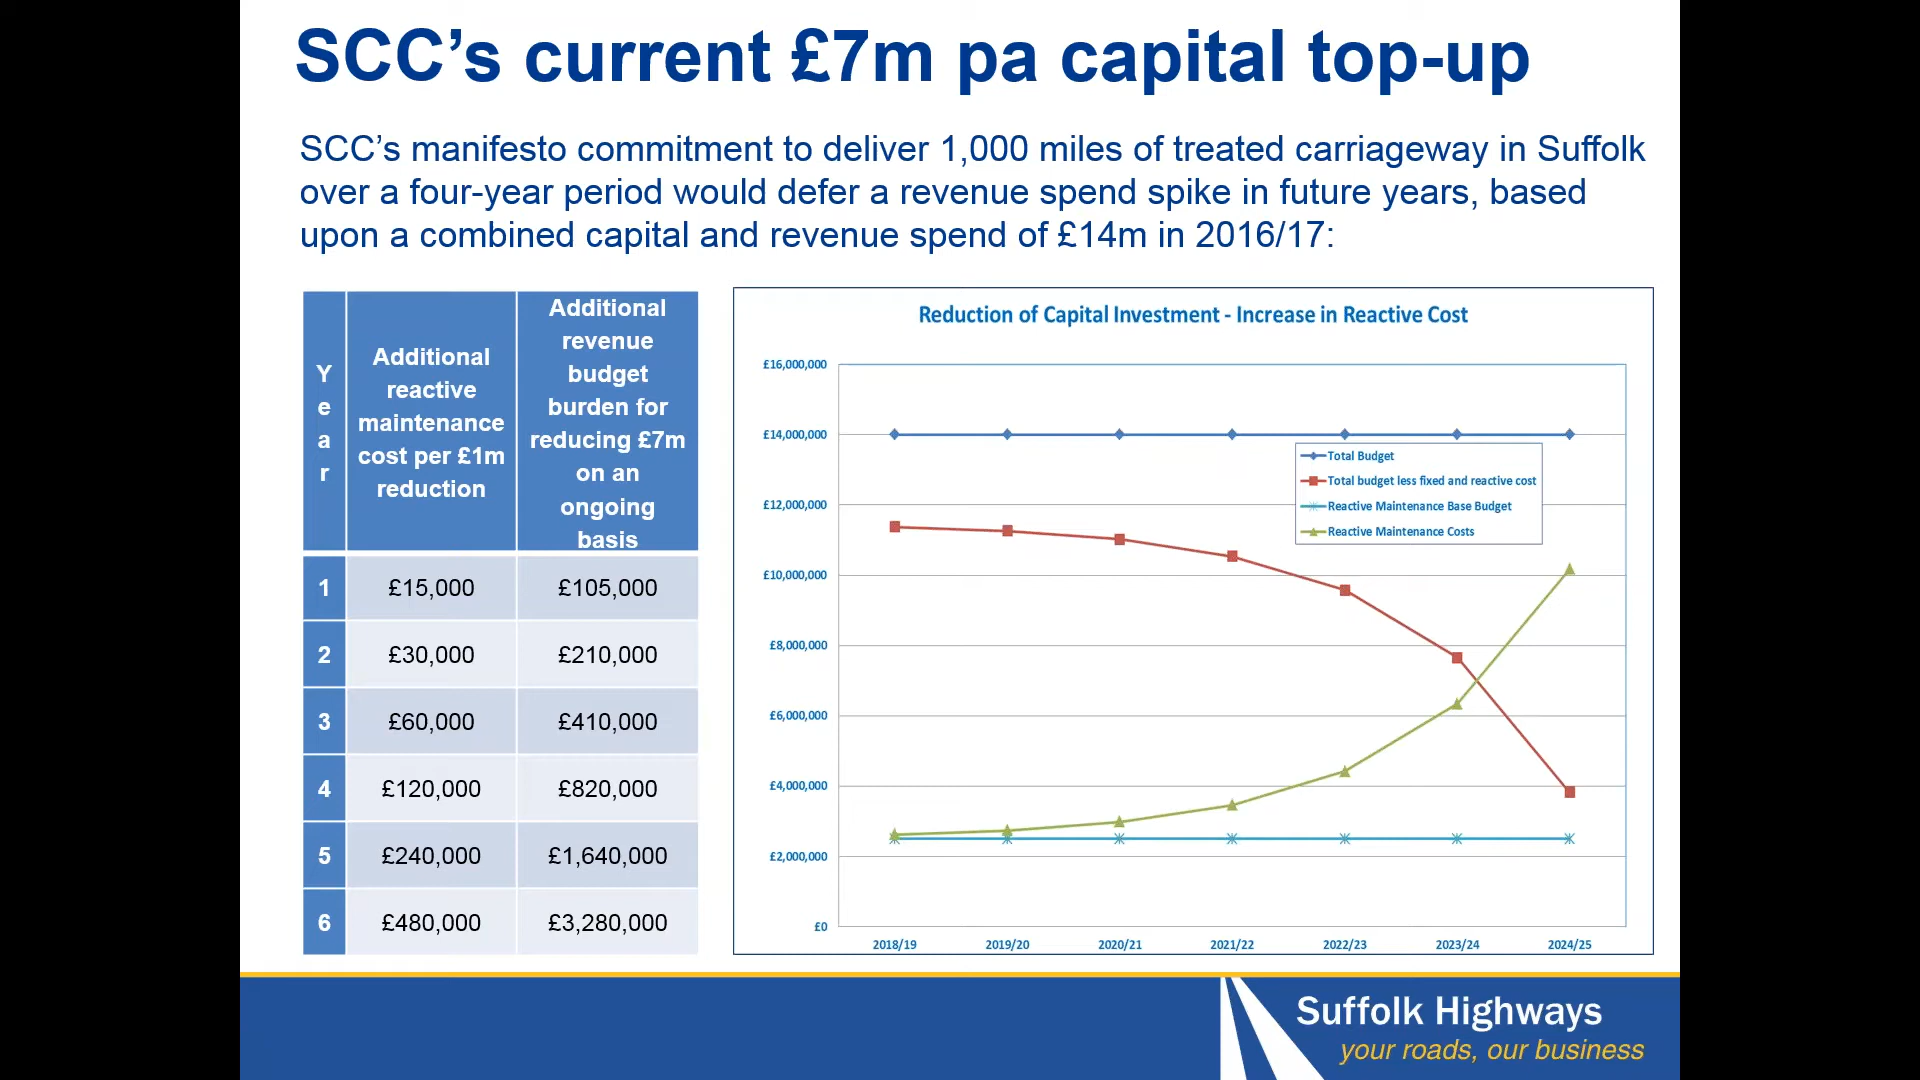 SCC’s current £7m pa capital top-up
SCC’s manifesto commitment to deliver 1,000 miles of treated carriageway in Suffolk
over a four-year period would defer a revenue spend spike in future years, based
upon a combined capital and revenue spend of £14m in 2016/17:
Year
Additional
reactive
maintenance
cost per £1m
reduction
Additional
revenue
budget
burden for
reducing £7m
on an
ongoing
basis
1 £15,000 £105,000
2 £30,000 £210,000
3 £60,000 £410,000
4 £120,000 £820,000
5 £240,000 £1,640,000
6 £480,000 £3,280,000
Reduction of Capital Investment - Increase in Reactive Cost
£16,000,000
£14,000,000
£12,000,000
£10,000,000
£8,000,000
£6,000,000
£4,000,000
£2,000,000
£0
Total Budget
Total budget less fixed and reactive cost
Reactive Maintenance Base Budget
Reactive Maintenance Costs
2018/19 2019/20 2020/21 2021/22 2022/23 2023/24 2024/25
Suffolk Highways
your roads, our business